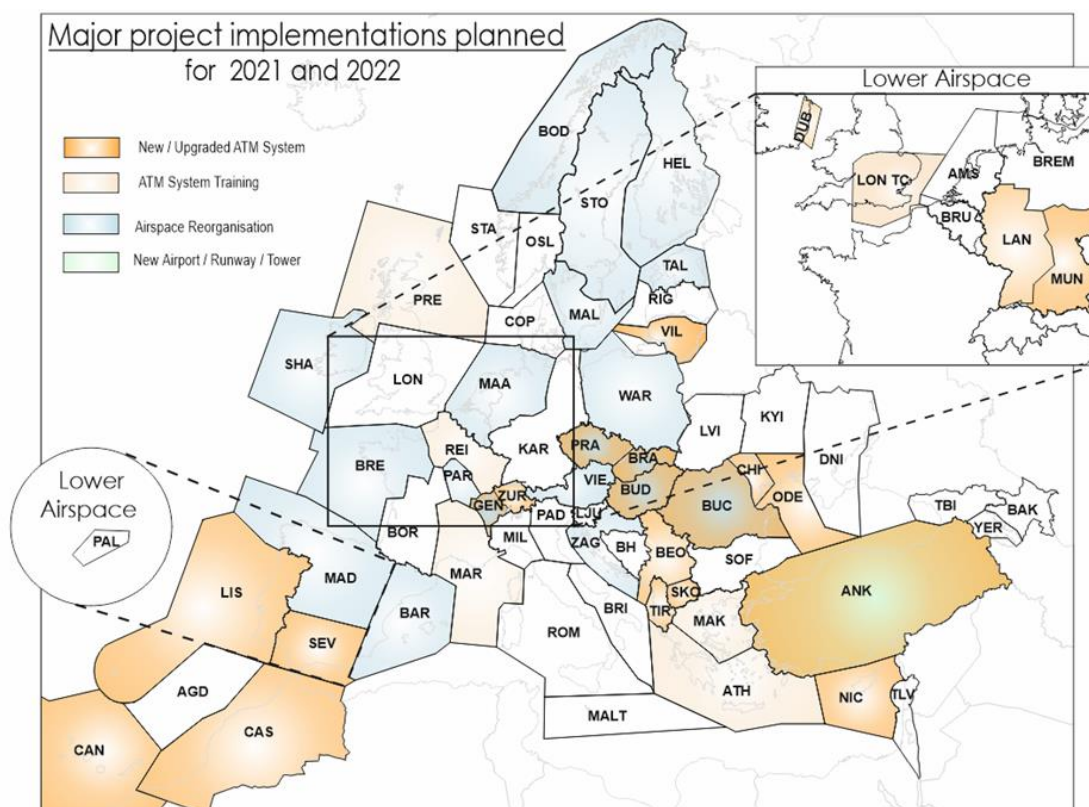 Major project implementations planned
for 2021 and 2022
New / Upgraded ATM System
ATM System Training
Airspace Reorganisation
New Airport / Runway / Tower
Lower Airspace
DUB
LON TC
AMS
BREM
BRU
LAN
MUN
BOD
HEL
STO
STA
OSL
TAL
PRE
RIG
COP
MAL
VIL
SHA
LON
MAA
WAR
KAR
LVI
KYI
DNI
REI
PRA
BRA
BRE
PAR
VIE
BUD
CHI
ODE
GEN
ZUR
BUC
PAD
LJU
TBI
BAK
YER
BOR
MIL
ZAG
BH
BEO
SOF
Lower
Airspace
PAL
MAR
MAD
LIS
BAR
SEV
BRI
ROM
TIR
SKO
MAK
ANK
ATH
AGD
CAS
CAN
MALT
NIC
TLV